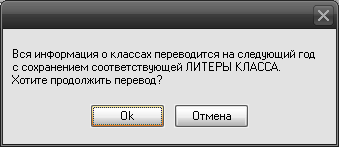 Вся информация о классах переводится на следующий год
с сохранением соответствующей ЛИТЕРЫ КЛАССА.
Хотите продолжить перевод?
Ok Отмена